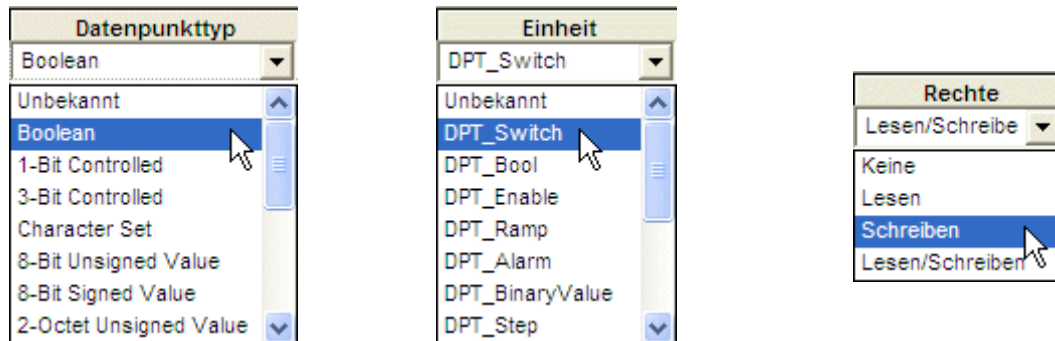 Datenpunkttyp
Boolean
Unbekannt
Boolean
1-Bit Controlled
3-Bit Controlled
Character Set
8-Bit Unsigned Value
8-Bit Signed Value
2-Octet Unsigned Value
Einheit
DPT_Switch
Unbekannt
DPT_Switch
DPT_Bool
DPT_Enable
DPT_Ramp
DPT_Alarm
DPT_BinaryValue
DPT_Step
Rechte
Lesen/Schreibe
Keine
Lesen
Schreiben
Lesen/Schreiben